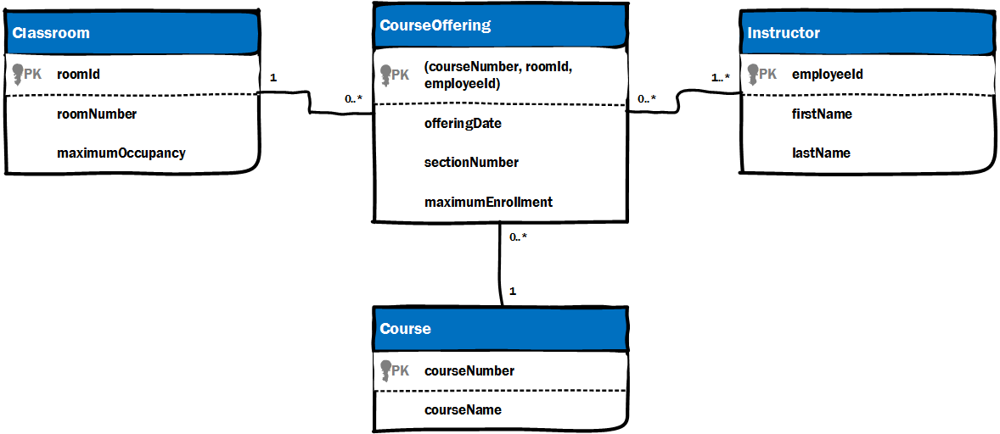 Classroom
PK roomId
roomNumber
maximumOccupancy
1
0..*
CourseOffering
PK (courseNumber, roomId,
employeeId)
offeringDate
sectionNumber
maximumEnrollment
0..*
1..*
Instructor
PK employeeId
firstName
lastName
0..*
1
Course
PK courseNumber
courseName